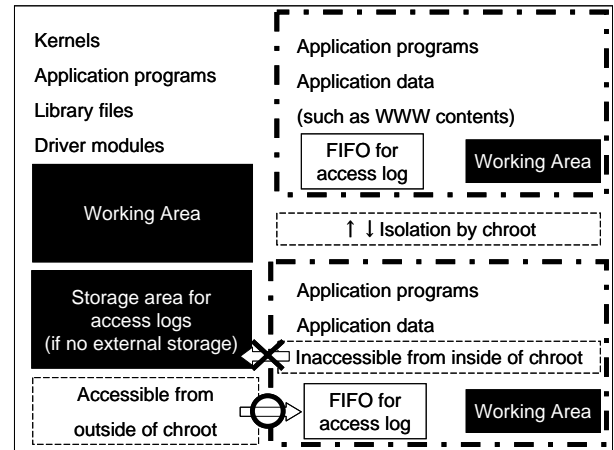 Kernels
Application programs
Library files
Driver modules
Working Area
Storage area for
access logs
(if no external storage)
Accessible from
outside of chroot
Application programs
Application data
(such as WWW contents)
FIFO for
access log
Working Area
↑ ↓ Isolation by chroot
Application programs
Application data
Inaccessible from inside of chroot
FIFO for
access log
Working Area